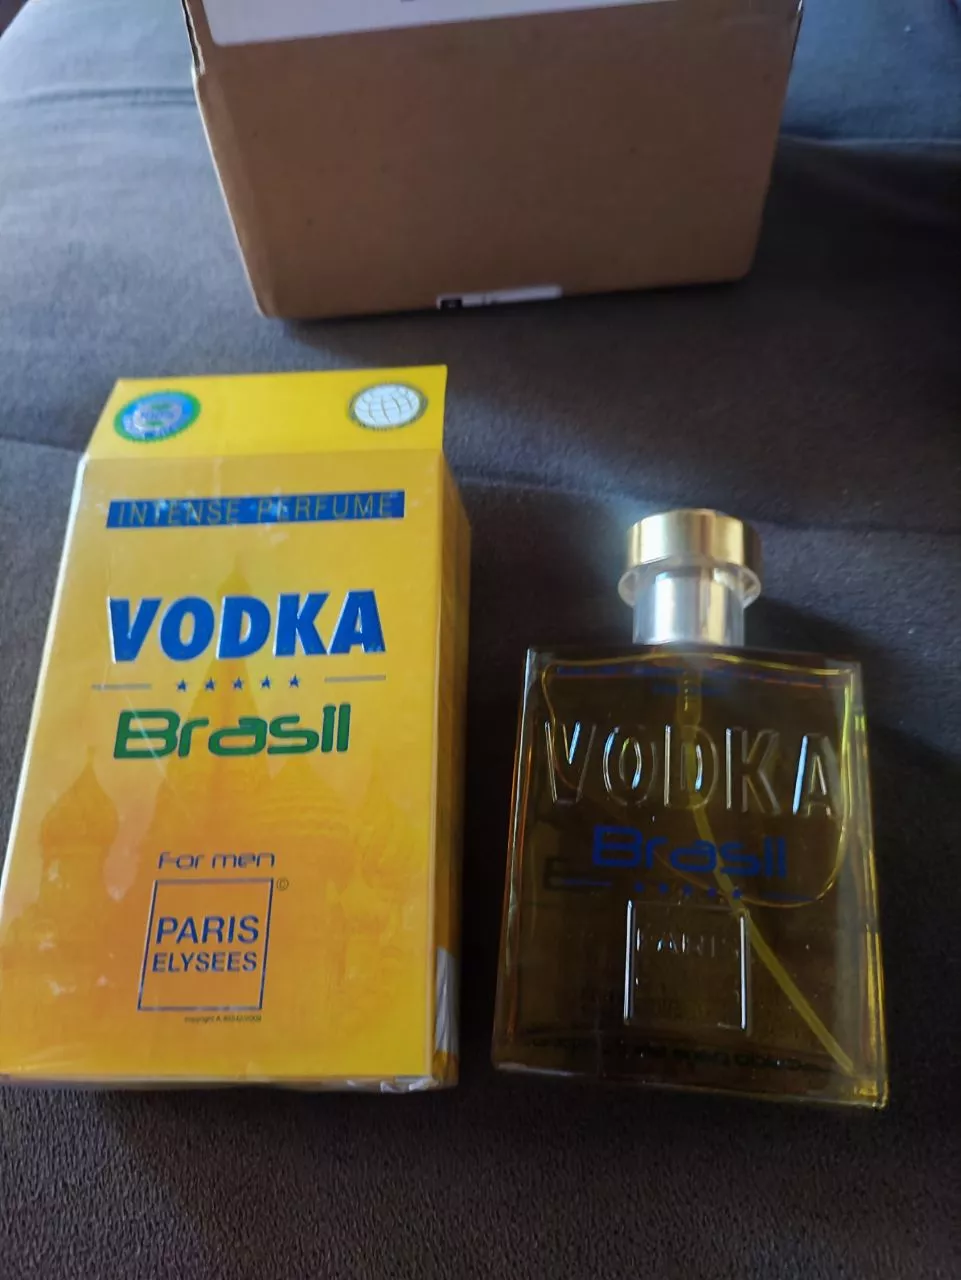 INTENSE PERFUME
VODKA
Brasil
For men
©
PARIS
ELYSEES
VODKA
Brasil
PARIS